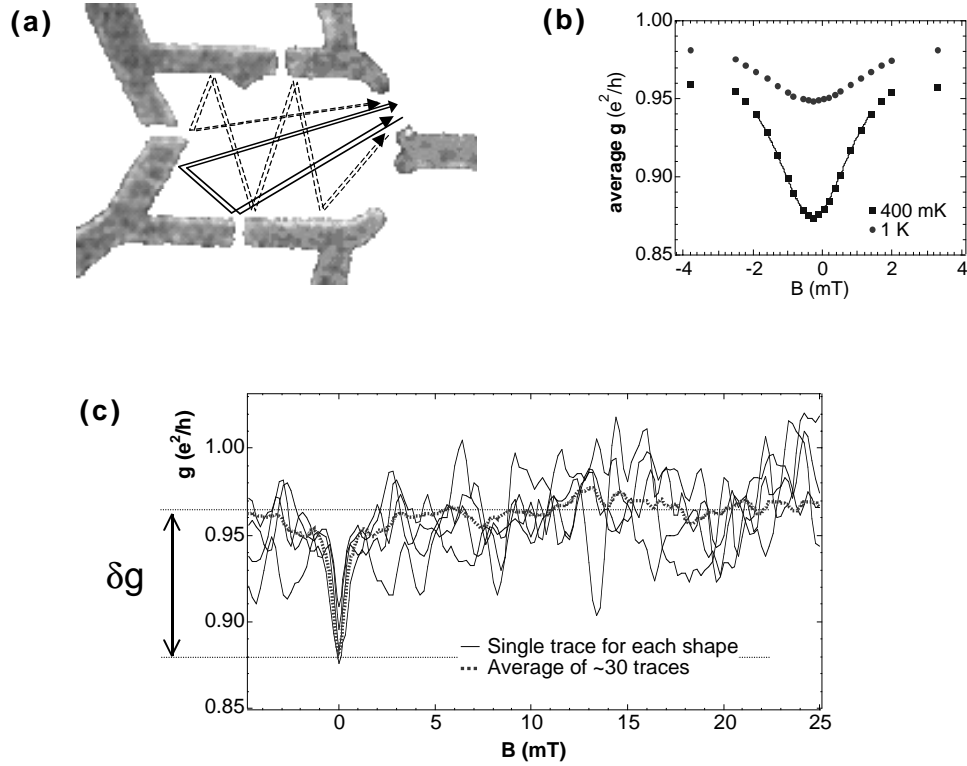 (a)
(b)
average g (e²/h)
1.00
0.95
0.90
0.85
400 mK
1 K
-4
-2
0
2
4
B (mT)
(c)
g (e²/h)
1.00
0.95
0.90
0.85
δg
Single trace for each shape
Average of ~30 traces
0
5
10
15
20
25
B (mT)